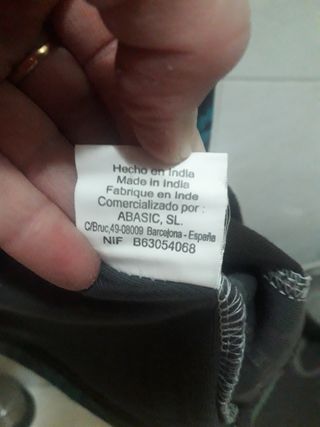 Hecho en India
Made in India
Fabrique en Inde
Comercializado por :
ABASIC, SL.
C/Bruc,49-08009 Barcelona - España
NIF B63054068